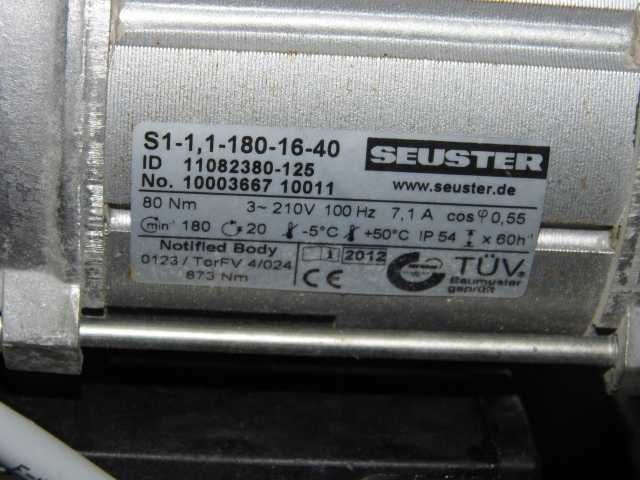 S1-1,1-180-16-40
SEUSTER
ID 11082380-125
No. 10003667 10011
www.seuster.de
80 Nm 3~ 210V 100 Hz 7,1 A cos φ 0,55
min⁻¹ 180 20 -5°C +50°C IP 54 x 60h⁻¹
Notified Body
0123 / TorFV 4/024
873 Nm
i 2012
CE
TÜV
Baumuster
geprüft